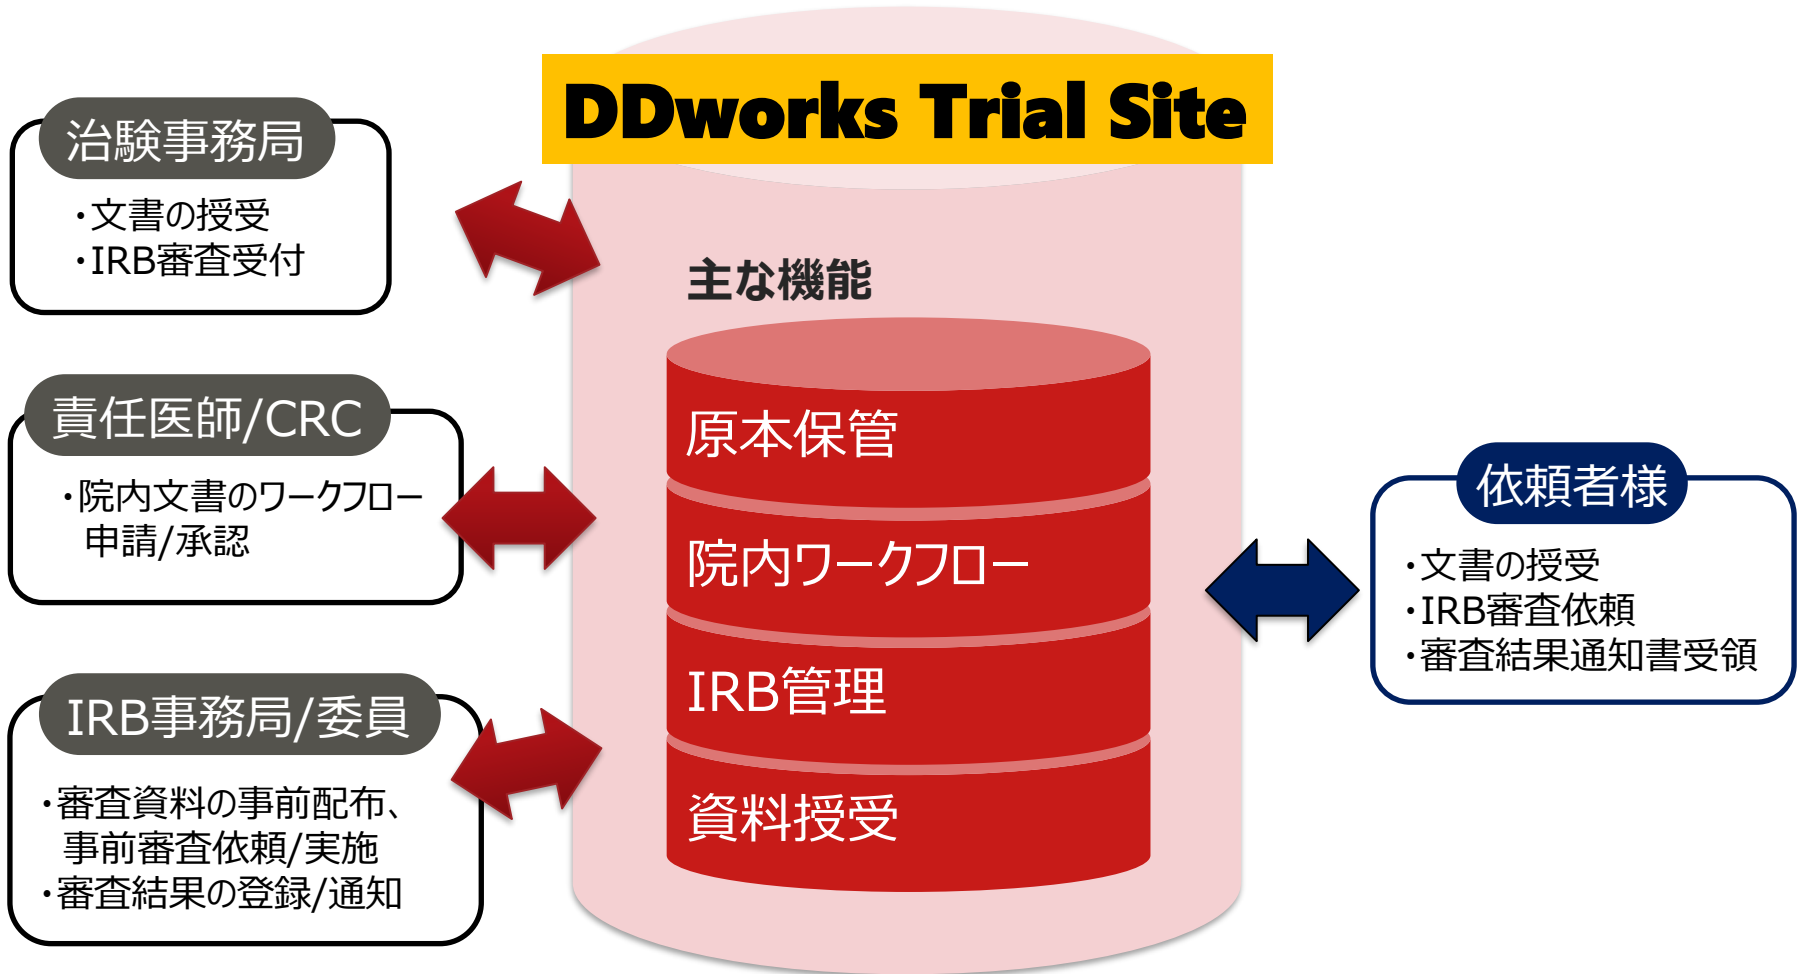 DDworks Trial Site
治験事務局
・文書の授受
・IRB審査受付
責任医師/CRC
・院内文書のワークフロー
申請/承認
IRB事務局/委員
・審査資料の事前配布、
事前審査依頼/実施
・審査結果の登録/通知
主な機能
原本保管
院内ワークフロー
IRB管理
資料授受
依頼者様
・文書の授受
・IRB審査依頼
・審査結果通知書受領